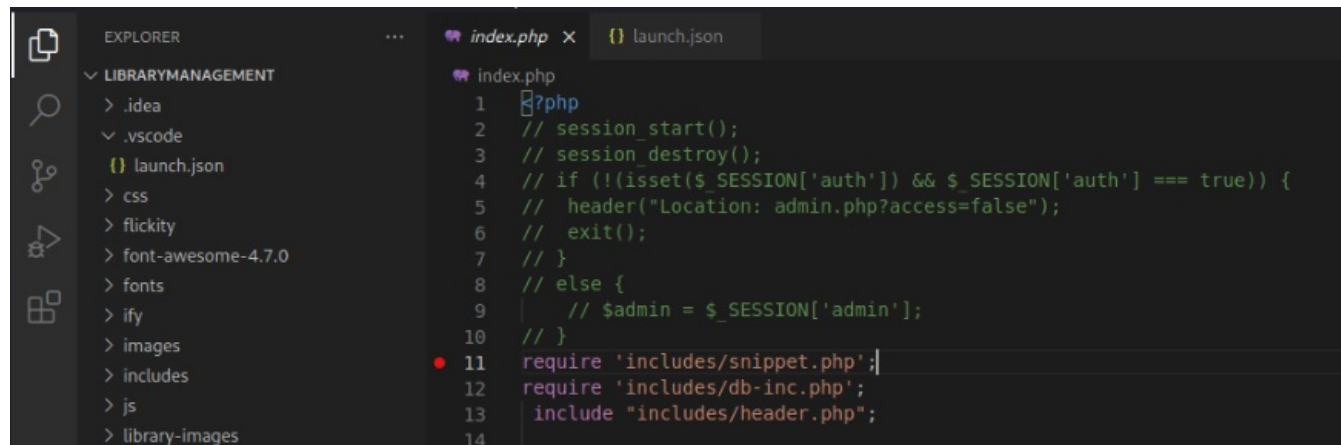 EXPLORER
...
LIBRARYMANAGEMENT
> .idea
.vscode
{} launch.json
> css
> flickity
> font-awesome-4.7.0
> fonts
> ify
> images
> includes
> js
> library-images
index.php ×
{} launch.json
index.php
1 <?php
2 // session_start();
3 // session_destroy();
4 // if (!(isset($_SESSION['auth']) && $_SESSION['auth'] === true)) {
5 //  header("Location: admin.php?access=false");
6 //  exit();
7 // }
8 // else {
9     // $admin = $_SESSION['admin'];
10 // }
11 require 'includes/snippet.php';
12 require 'includes/db-inc.php';
13  include "includes/header.php";
14